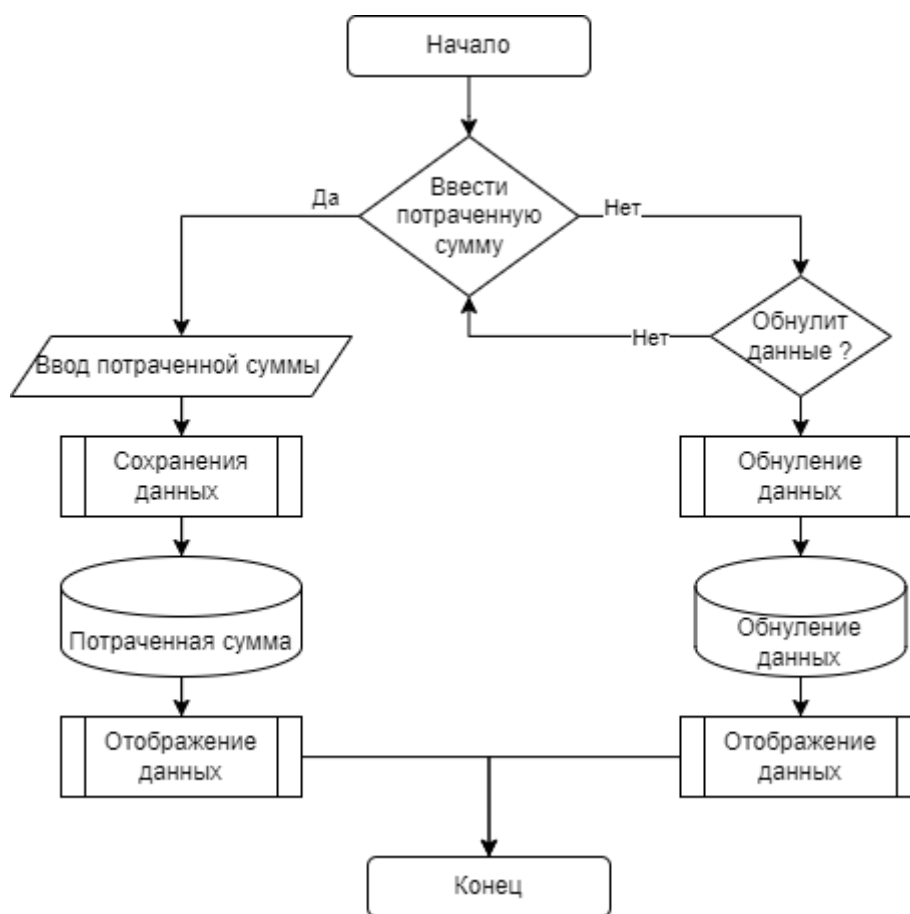 Начало
Ввести
потраченную
сумму
Да
Нет
Обнулит
данные ?
Нет
Ввод потраченной суммы
Сохранения
данных
Обнуление
данных
Потраченная сумма
Обнуление
данных
Отображение
данных
Отображение
данных
Конец